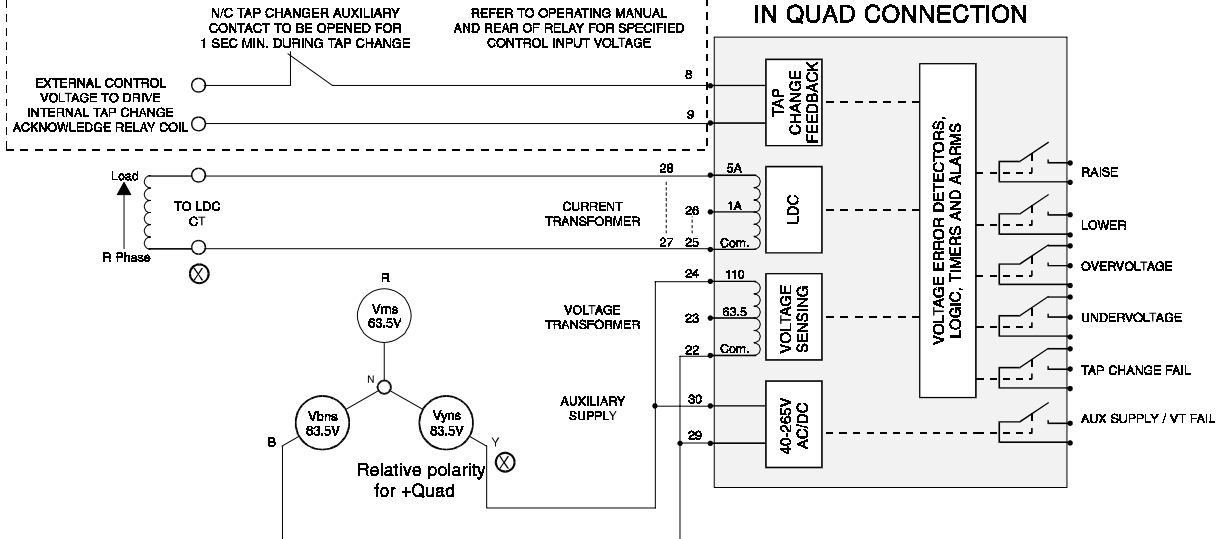 N/C TAP CHANGER AUXILIARY
CONTACT TO BE OPENED FOR
1 SEC MIN. DURING TAP CHANGE
REFER TO OPERATING MANUAL
AND REAR OF RELAY FOR SPECIFIED
CONTROL INPUT VOLTAGE
IN QUAD CONNECTION
EXTERNAL CONTROL
VOLTAGE TO DRIVE
INTERNAL TAP CHANGE
ACKNOWLEDGE RELAY COIL
8
9
TAP
CHANGE
FEEDBACK
Load
R Phase
TO LDC
CT
X
CURRENT
TRANSFORMER
28
26
27
25
5A
1A
Com.
LDC
R
Vrns
63.5V
N
Vbns
83.5V
Vyns
83.5V
B
Y
X
Relative polarity
for +Quad
VOLTAGE
TRANSFORMER
24
23
22
110
63.5
Com.
VOLTAGE
SENSING
AUXILIARY
SUPPLY
30
29
40-265V
AC/DC
VOLTAGE ERROR DETECTORS,
LOGIC, TIMERS AND ALARMS
RAISE
LOWER
OVERVOLTAGE
UNDERVOLTAGE
TAP CHANGE FAIL
AUX SUPPLY / VT FAIL